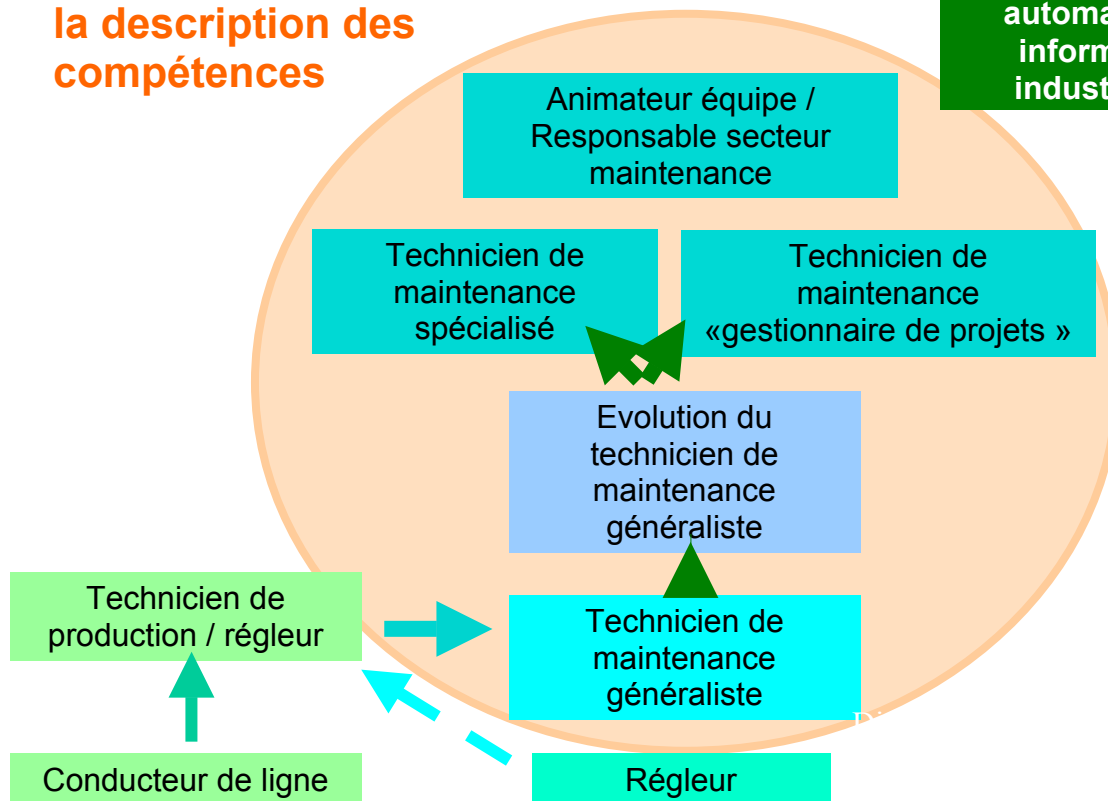 la description des
compétences
Animateur équipe /
Responsable secteur
maintenance
Technicien de
maintenance
spécialisé
Technicien de
maintenance
«gestionnaire de projets »
Evolution du
technicien de
maintenance
généraliste
Technicien de
production / régleur
Technicien de
maintenance
généraliste
Conducteur de ligne
Régleur